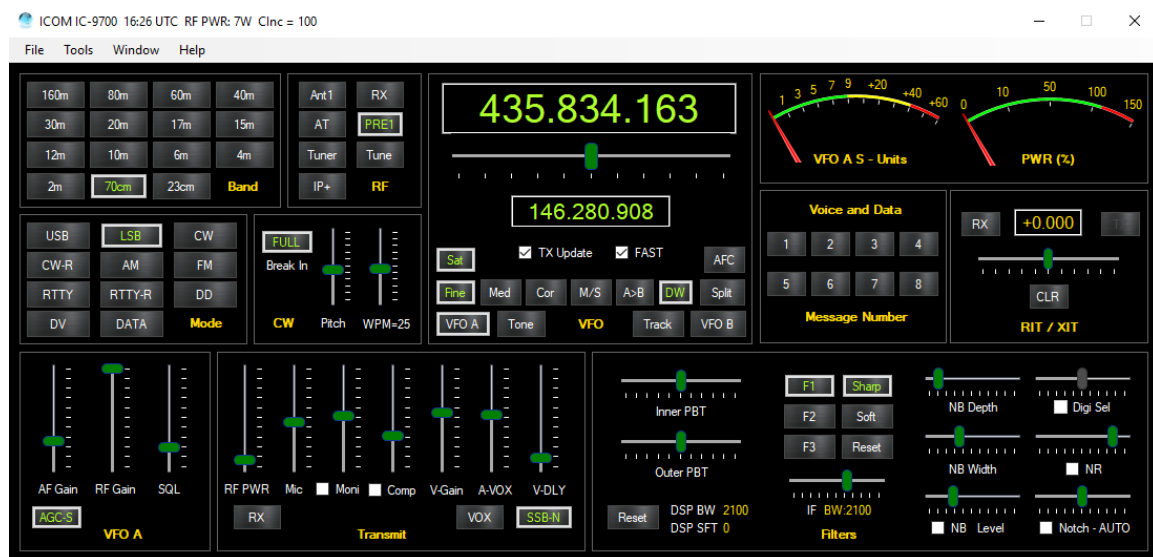 ICOM IC-9700 16:26 UTC RF PWR: 7W CInc = 100
File Tools Window Help
160m 80m 60m 40m
30m 20m 17m 15m
12m 10m 6m 4m
2m 70cm 23cm Band
Ant1 RX
AT PRE1
Tuner Tune
IP+ RF
435.834.163
146.280.908
Sat TX Update FAST AFC
Fine Med Cor M/S A>B DW Split
VFO A Tone VFO Track VFO B
1 3 5 7 9 +20 +40 +60
VFO A S - Units
0 10 50 100 150
PWR (%)
USB LSB CW
CW-R AM FM
RTTY RTTY-R DD
DV DATA Mode
FULL
Break In
CW Pitch WPM=25
Voice and Data
1 2 3 4
5 6 7 8
Message Number
RX +0.000
CLR
RIT / XIT
AF Gain RF Gain SQL
AGC-S
VFO A
RF PWR Mic Moni Comp V-Gain A-VOX V-DLY
RX VOX SSB-N
Transmit
Inner PBT
Outer PBT
Reset DSP BW 2100
DSP SFT 0
F1 Sharp
F2 Soft
F3 Reset
IF BW:2100
Filters
NB Depth Digi Sel
NB Width NR
NB Level Notch - AUTO